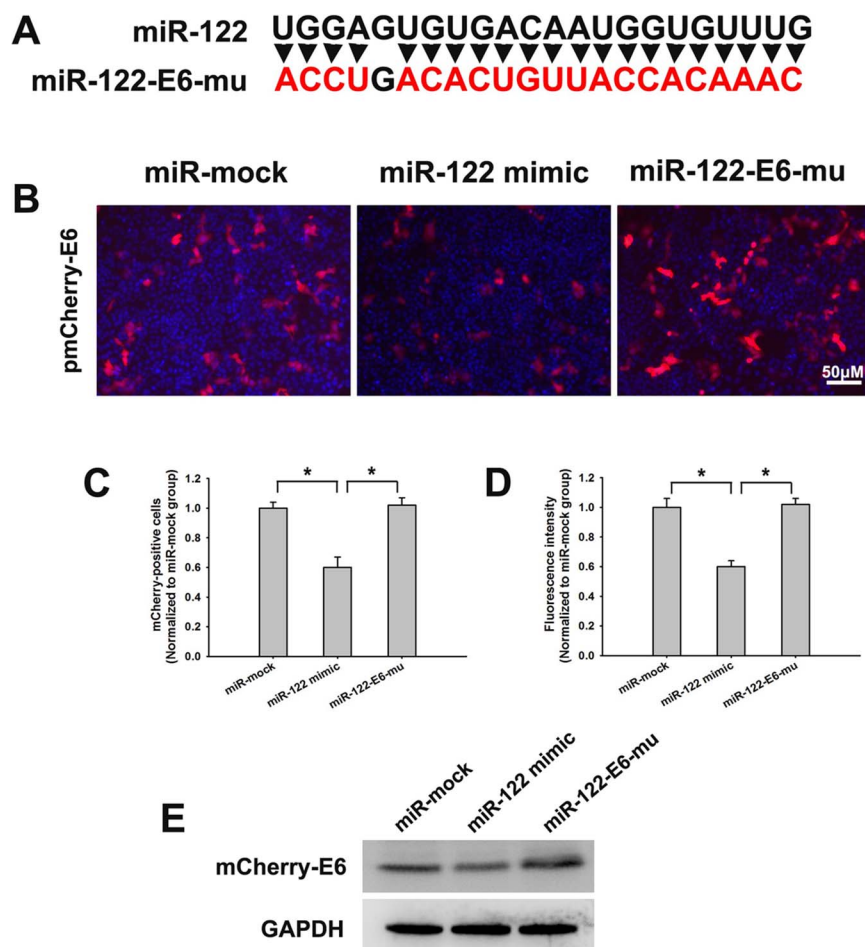 A
miR-122 UGGAGUGUGACAAUGGUGUUUG
miR-122-E6-mu ACCUGACACUGUUACCACAAAC
B
miR-mock miR-122 mimic miR-122-E6-mu
pmCherry-E6
50µM
C
mCherry-positive cells
(Normalized to miR-mock group)
1.2
1.0
0.8
0.6
0.4
0.2
0.0
*
*
miR-mock
miR-122 mimic
miR-122-E6-mu
D
Fluorescence intensity
(Normalized to miR-mock group)
1.2
1.0
0.8
0.6
0.4
0.2
0.0
*
*
miR-mock
miR-122 mimic
miR-122-E6-mu
E
miR-mock
miR-122 mimic
miR-122-E6-mu
mCherry-E6
GAPDH